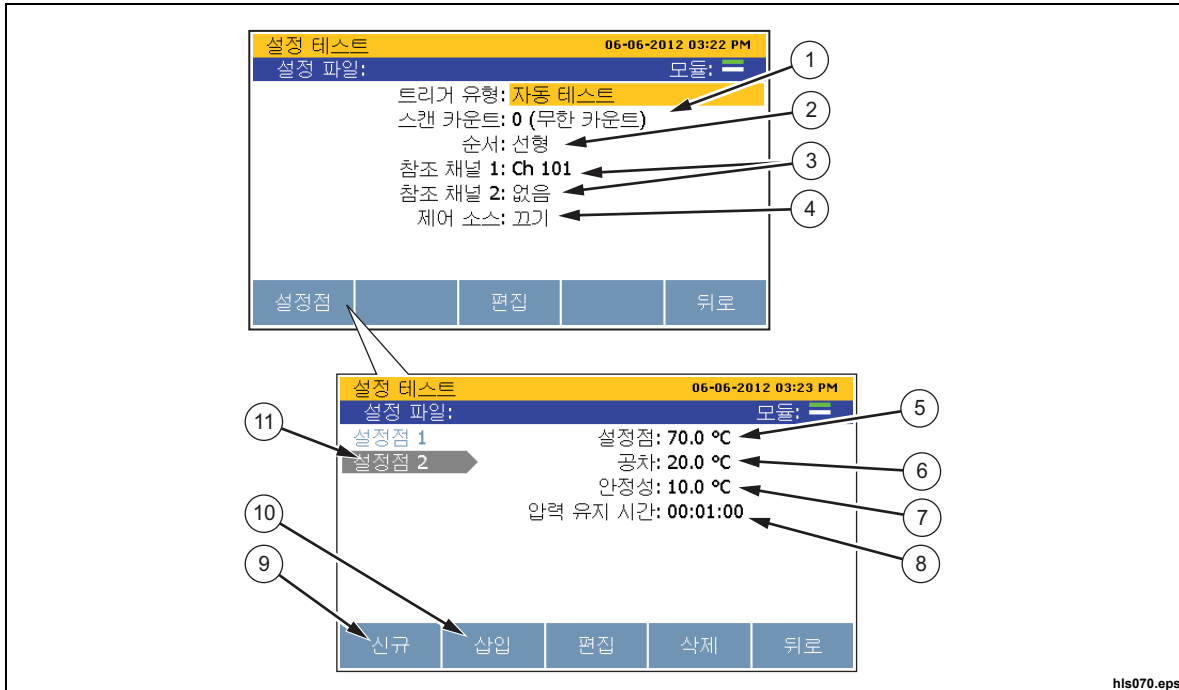 설정 테스트 06-06-2012 03:22 PM
설정 파일: 모듈:
트리거 유형: 자동 테스트
스캔 카운트: 0 (무한 카운트)
순서: 선형
참조 채널 1: Ch 101
참조 채널 2: 없음
제어 소스: 끄기
설정점 편집 뒤로
1
2
3
4
설정 테스트 06-06-2012 03:23 PM
설정 파일: 모듈:
설정점 1 설정점: 70.0 °C
설정점 2 공차: 20.0 °C
안정성: 10.0 °C
압력 유지 시간: 00:01:00
신규 삽입 편집 삭제 뒤로
5
6
7
8
11
10
9
hls070.eps